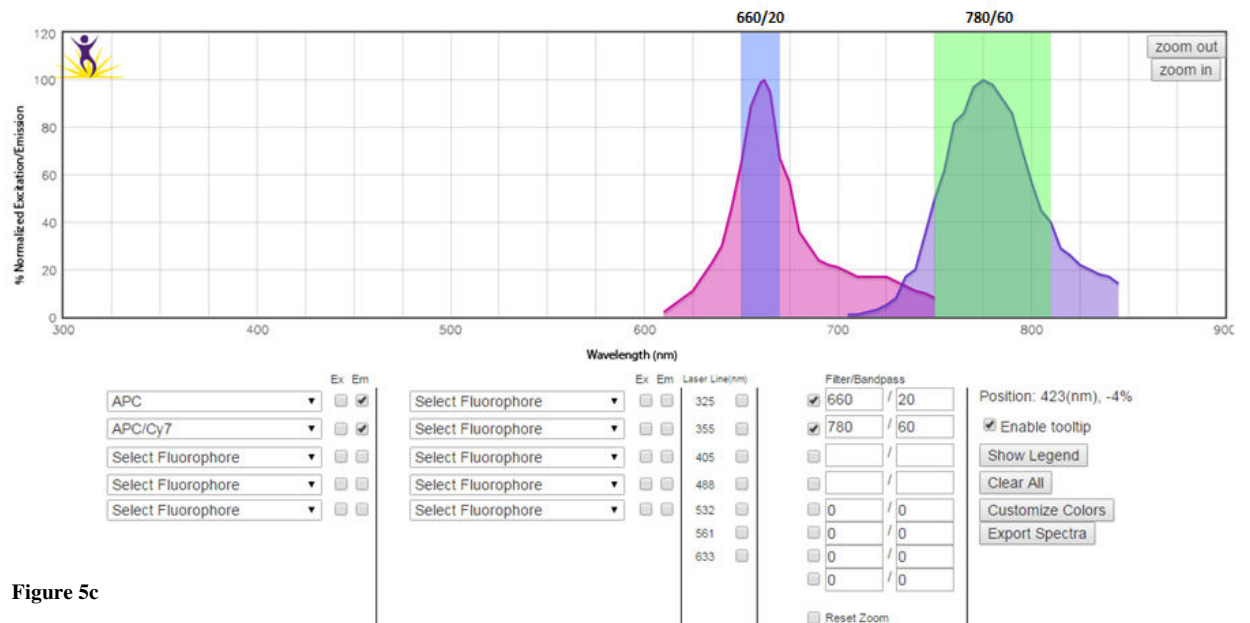 660/20 780/60
120
100
80
60
40
20
0
% Normalized Excitation/Emission
zoom out
zoom in
300 400 500 600 700 800 900
Wavelength (nm)
Ex Em Ex Em Laser Line(nm) Filter/Bandpass
APC Select Fluorophore 325 660 / 20 Position: 423(nm), -4%
APC/Cy7 Select Fluorophore 355 780 / 60 Enable tooltip
Select Fluorophore Select Fluorophore 405 / Show Legend
Select Fluorophore Select Fluorophore 488 / Clear All
Select Fluorophore Select Fluorophore 532 0 / 0 Customize Colors
561 0 / 0 Export Spectra
633 0 / 0
0 / 0
Figure 5c
Reset Zoom